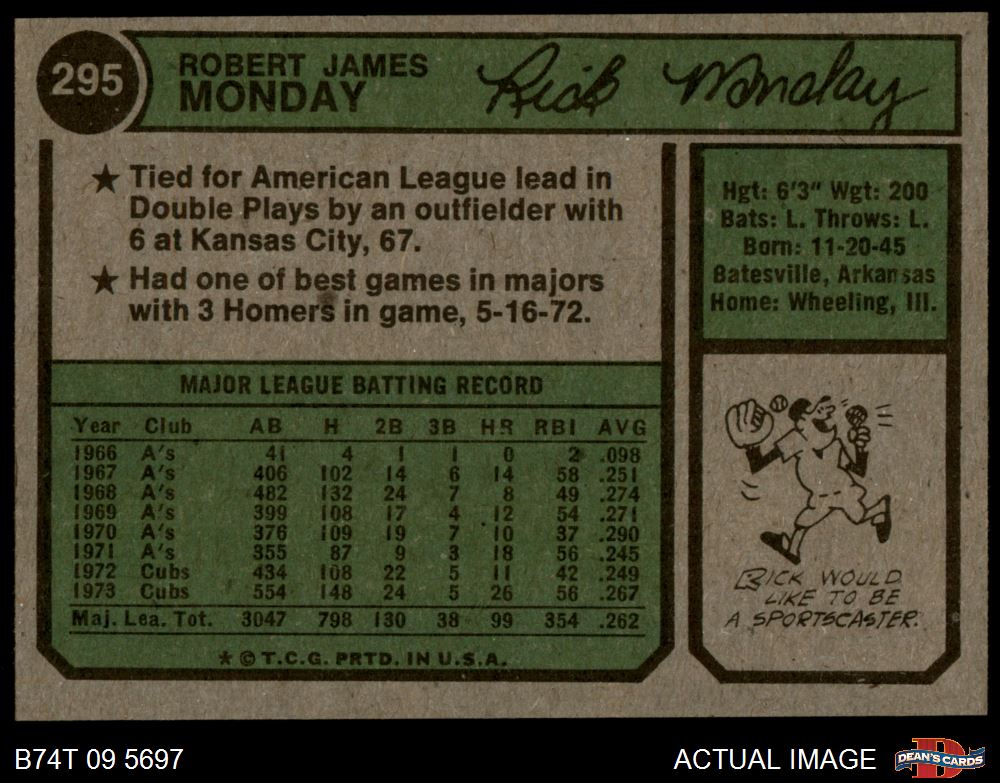 295
ROBERT JAMES
MONDAY
Rick Monday
★ Tied for American League lead in
Double Plays by an outfielder with
6 at Kansas City, 67.
★ Had one of best games in majors
with 3 Homers in game, 5-16-72.
Hgt: 6'3" Wgt: 200
Bats: L. Throws: L.
Born: 11-20-45
Batesville, Arkansas
Home: Wheeling, Ill.
MAJOR LEAGUE BATTING RECORD
Year Club AB H 2B 3B HR RBI AVG
1966 A's 41 4 1 1 0 2 .098
1967 A's 406 102 14 6 14 58 .251
1968 A's 482 132 24 7 8 49 .274
1969 A's 399 108 17 4 12 54 .271
1970 A's 376 109 19 7 10 37 .290
1971 A's 355 87 9 3 18 56 .245
1972 Cubs 434 108 22 5 11 42 .249
1973 Cubs 554 148 24 5 26 56 .267
Maj. Lea. Tot. 3047 798 130 38 99 354 .262
★ © T.C.G. PRTD. IN U.S.A.
RICK WOULD
LIKE TO BE
A SPORTSCASTER.
B74T 09 5697
ACTUAL IMAGE
D
DEAN'S CARDS